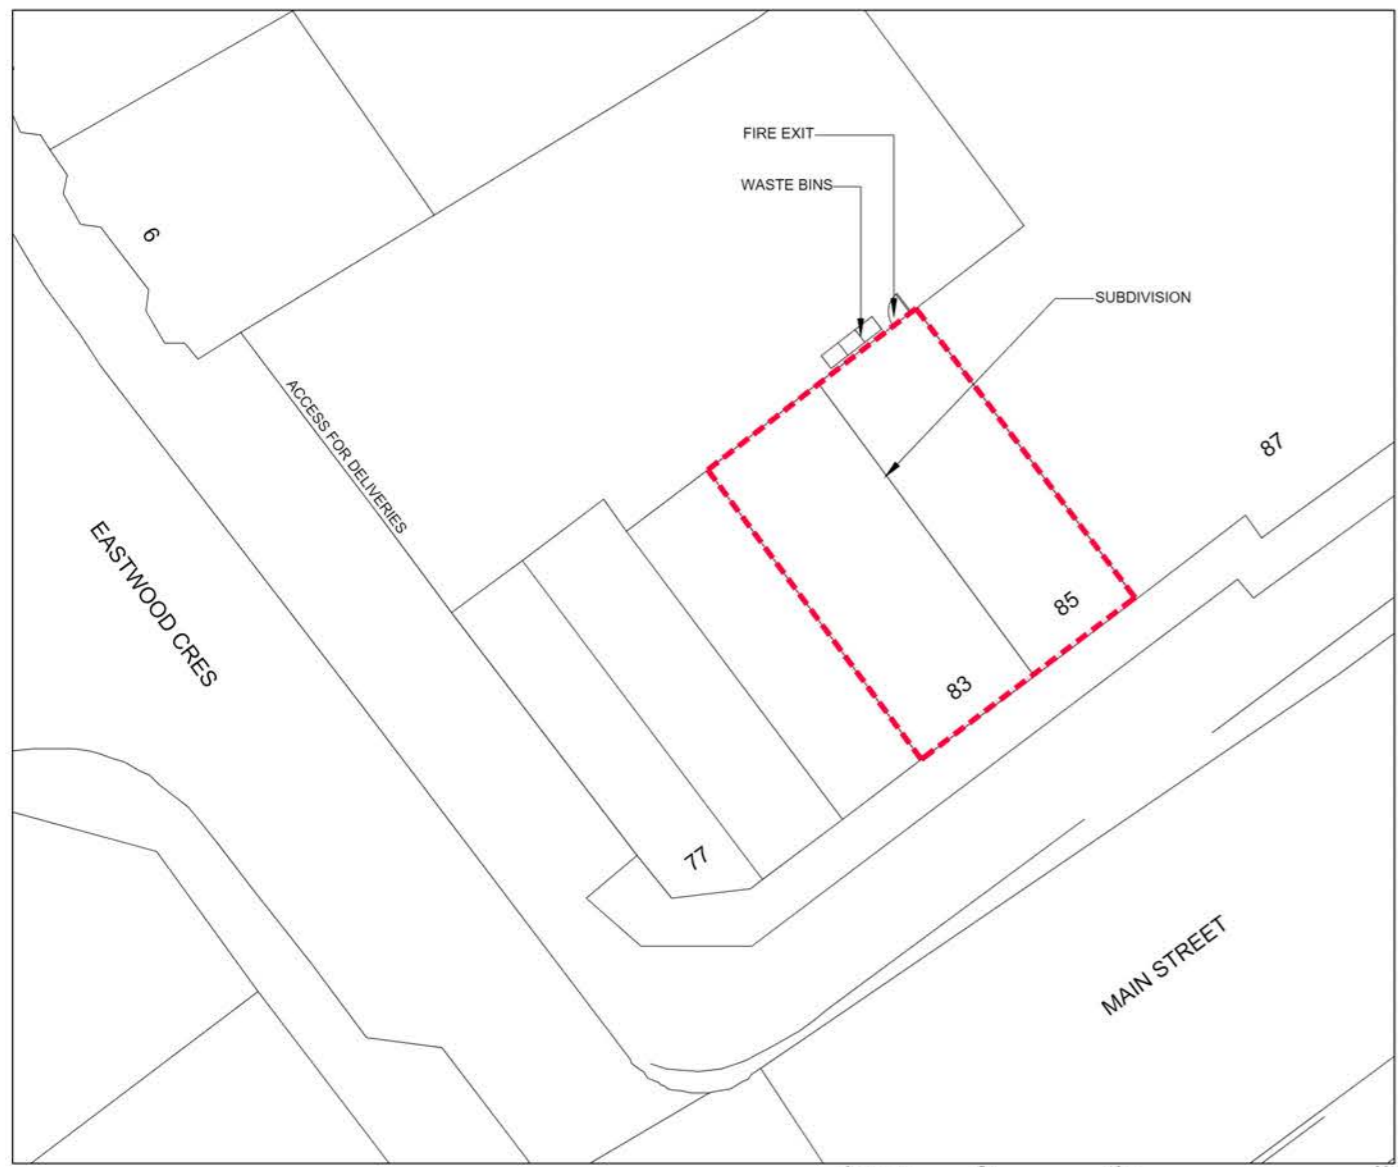 FIRE EXIT
WASTE BINS
6
SUBDIVISION
ACCESS FOR DELIVERIES
87
EASTWOOD CRES
85
83
77
MAIN STREET